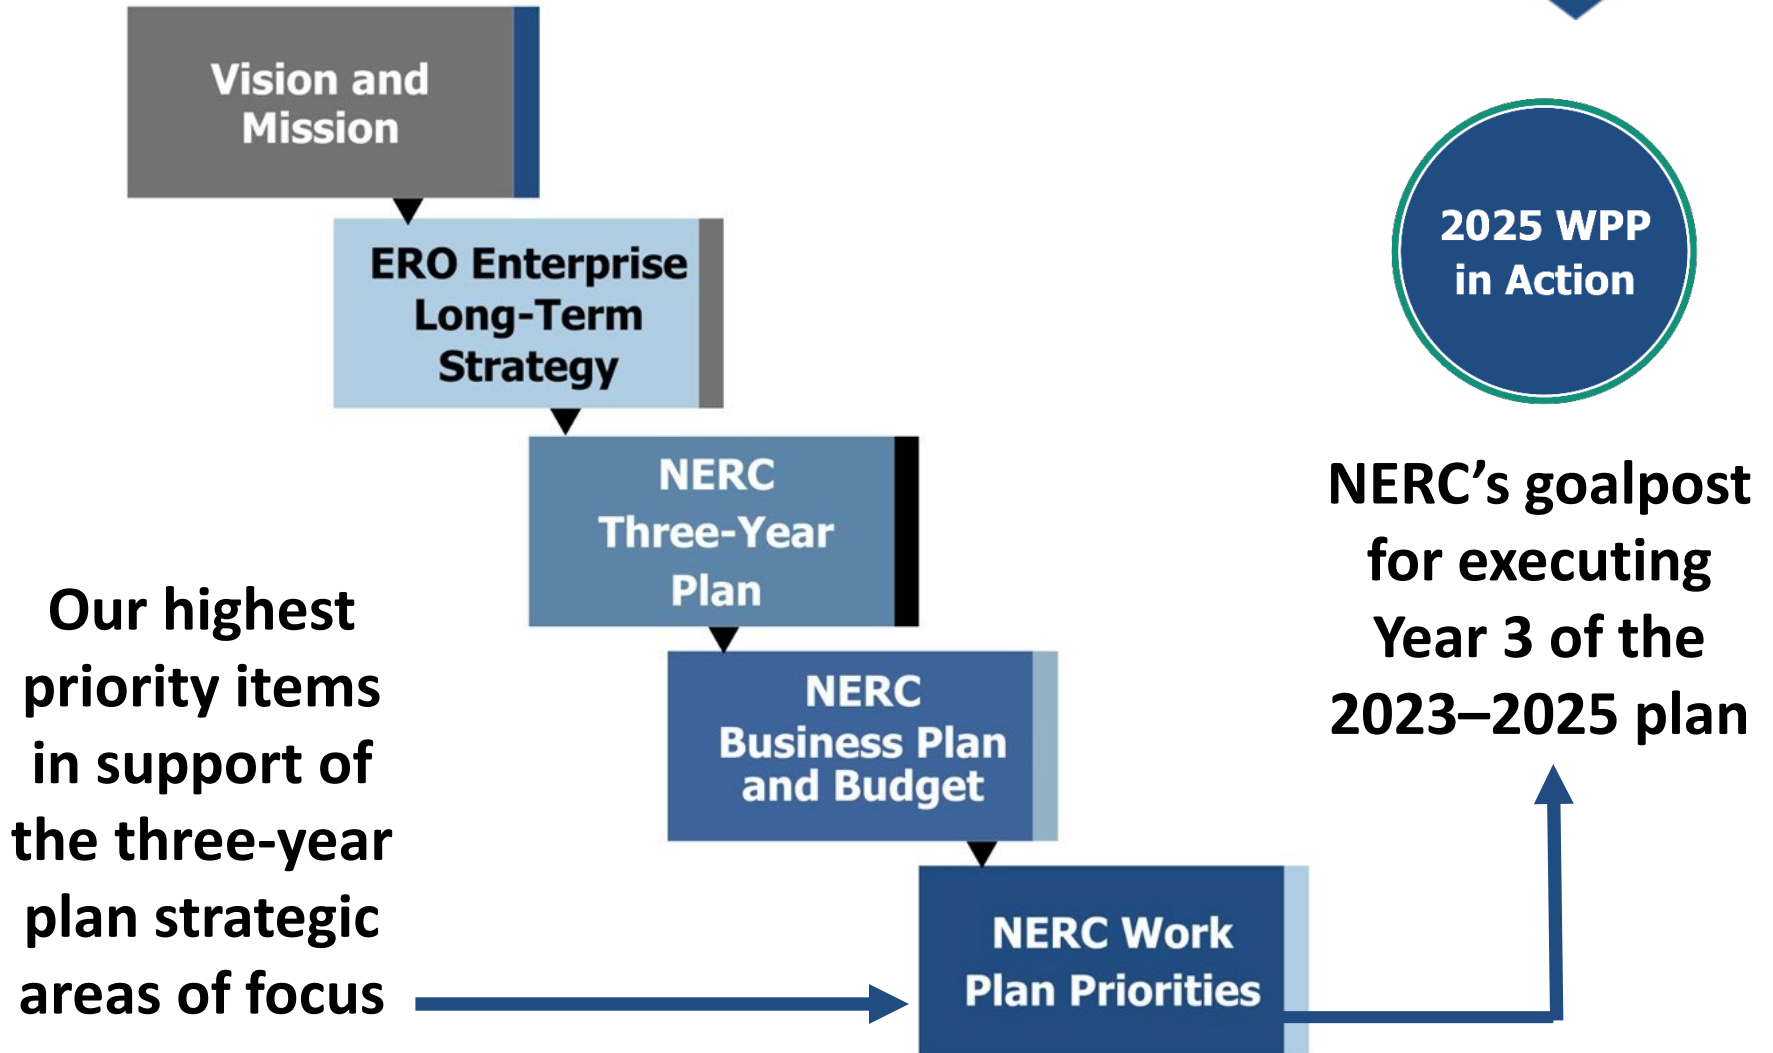 Vision and
Mission
ERO Enterprise
Long-Term
Strategy
NERC
Three-Year
Plan
NERC
Business Plan
and Budget
NERC Work
Plan Priorities
Our highest
priority items
in support of
the three-year
plan strategic
areas of focus
2025 WPP
in Action
NERC’s goalpost
for executing
Year 3 of the
2023–2025 plan